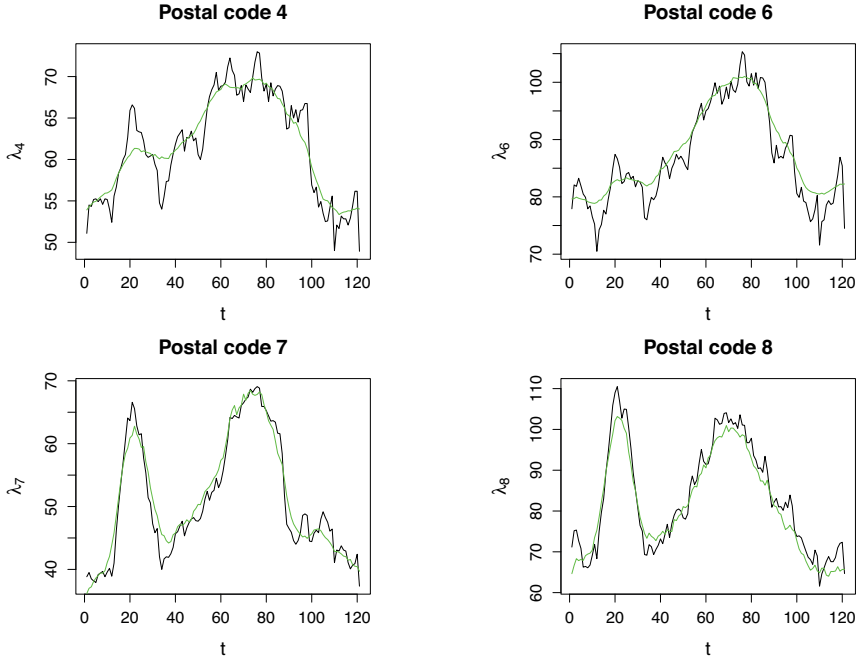 Postal code 4
λ4
50 55 60 65 70
0 20 40 60 80 100 120
t
Postal code 6
λ6
70 80 90 100
0 20 40 60 80 100 120
t
Postal code 7
λ7
40 50 60 70
0 20 40 60 80 100 120
t
Postal code 8
λ8
60 70 80 90 100 110
0 20 40 60 80 100 120
t